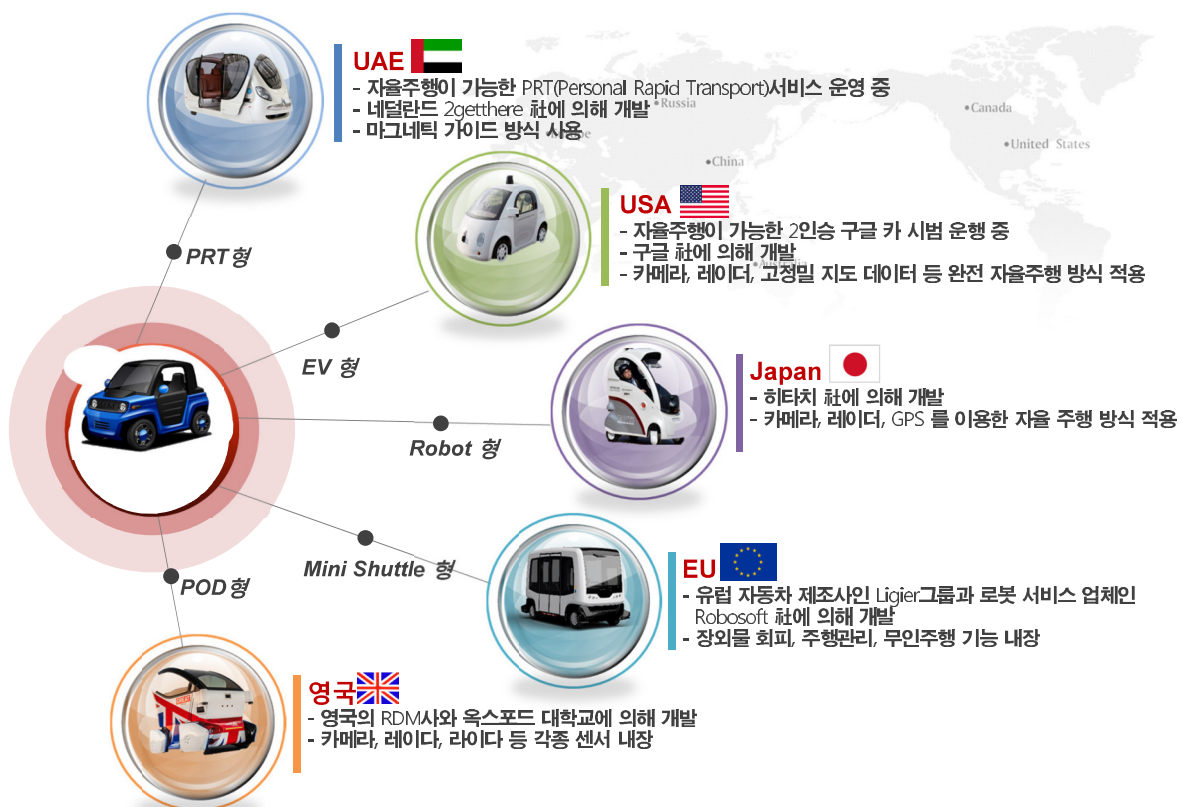 UAE
- 자율주행이 가능한 PRT(Personal Rapid Transport)서비스 운영 중
- 네덜란드 2getthere 社에 의해 개발
- 마그네틱 가이드 방식 사용
Russia
Canada
United States
China
USA
- 자율주행이 가능한 2인승 구글 카 시범 운행 중
- 구글 社에 의해 개발
- 카메라, 레이더, 고정밀 지도 데이터 등 완전 자율주행 방식 적용
Australia
PRT형
EV 형
Japan
- 히타치 社에 의해 개발
- 카메라, 레이더, GPS 를 이용한 자율 주행 방식 적용
Robot 형
Mini Shuttle 형
EU
- 유럽 자동차 제조사인 Ligier그룹과 로봇 서비스 업체인
Robosoft 社에 의해 개발
- 장외물 회피, 주행관리, 무인주행 기능 내장
POD형
영국
- 영국의 RDM사와 옥스포드 대학교에 의해 개발
- 카메라, 레이다, 라이다 등 각종 센서 내장